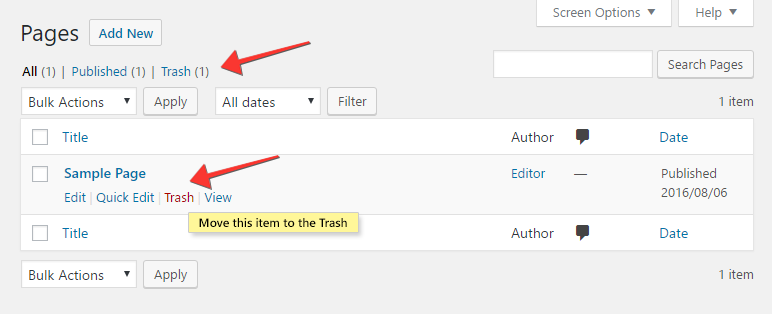 Screen Options ▼ Help ▼
Pages Add New
All (1) | Published (1) | Trash (1)
Search Pages
Bulk Actions ▼ Apply All dates ▼ Filter 1 item
Title Author Date
Sample Page Editor — Published
2016/08/06
Edit | Quick Edit | Trash | View
Move this item to the Trash
Title Author Date
Bulk Actions ▼ Apply 1 item